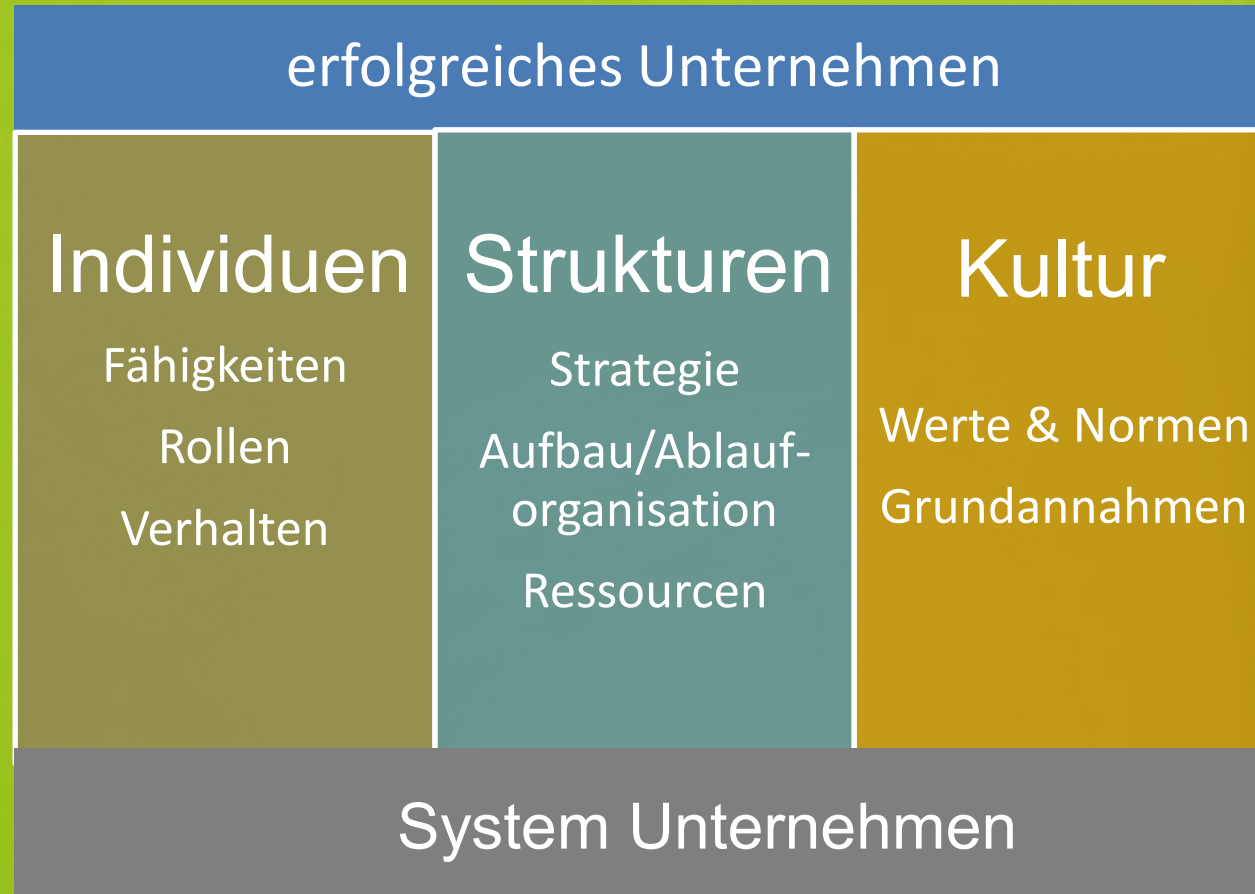 erfolgreiches Unternehmen
Individuen
Fähigkeiten
Rollen
Verhalten
Strukturen
Strategie
Aufbau/Ablauf-
organisation
Ressourcen
Kultur
Werte & Normen
Grundannahmen
System Unternehmen